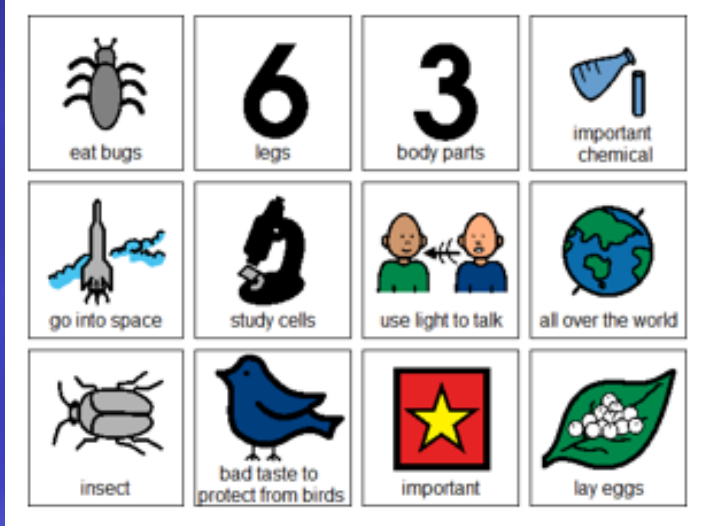 eat bugs
6
legs
3
body parts
important
chemical
go into space
study cells
use light to talk
all over the world
insect
bad taste to
protect from birds
important
lay eggs